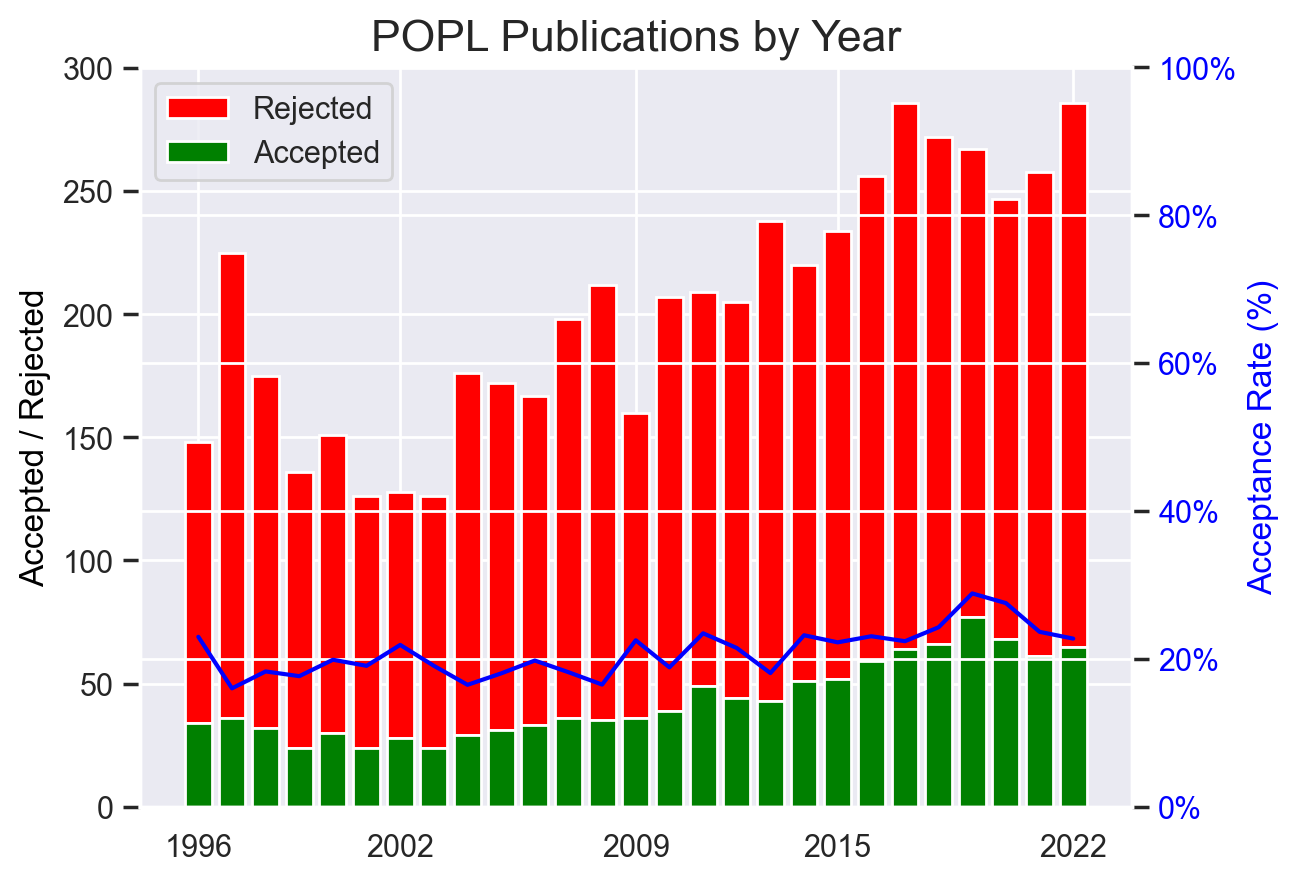 POPL Publications by Year
Rejected
Accepted
Accepted / Rejected
300
250
200
150
100
50
0
100%
80%
60%
40%
20%
0%
Acceptance Rate (%)
1996 2002 2009 2015 2022